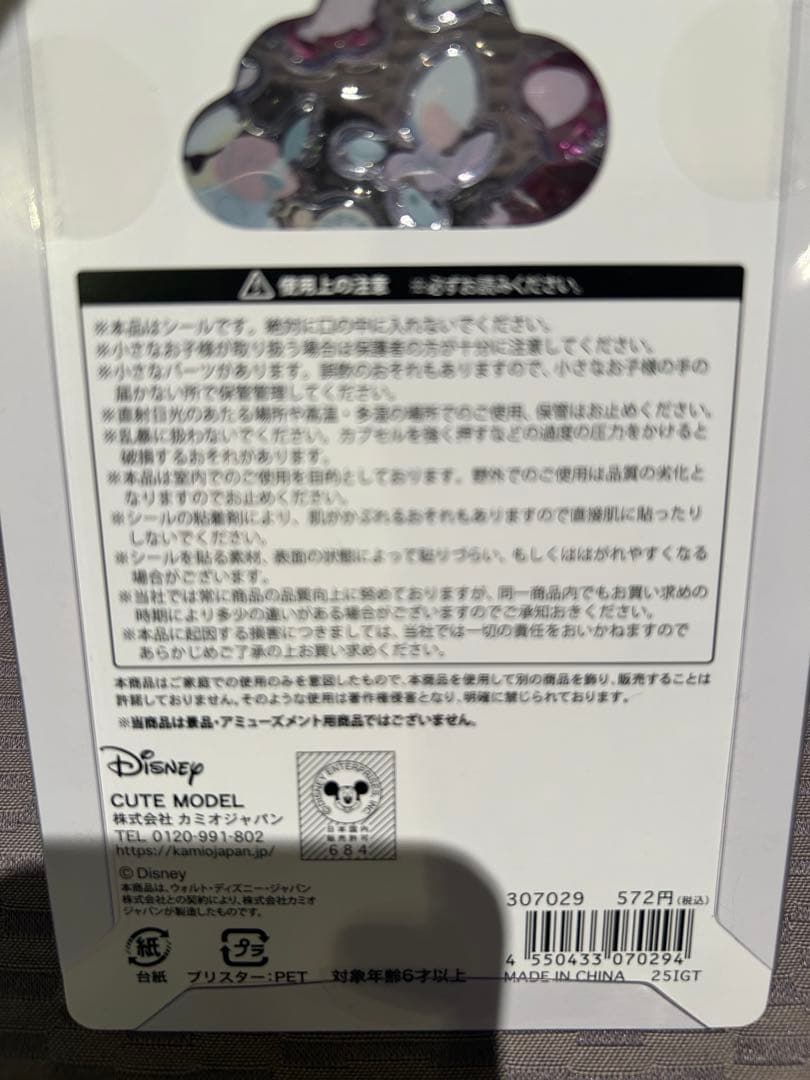 ⚠使用上の注意 ※必ずお読みください。
※本品はシールです。絶対に口の中に入れないでください。
※小さなお子様が取り扱う場合は保護者の方が十分に注意してください。
※小さなパーツがあります。誤飲のおそれもありますので、小さなお子様の手の
届かない所で保管管理してください。
※直射日光のあたる場所や高温・多湿の場所でのご使用、保管はお止めください。
※乱暴に扱わないでください。カプセルを強く押すなどの過度の圧力をかけると
破損するおそれがあります。
※本品は室内でのご使用を目的としております。野外でのご使用は品質の劣化と
なりますのでお止めください。
※シールの粘着剤により、肌がかぶれるおそれもありますので直接肌に貼ったり
しないでください。
※シールを貼る素材、表面の状態によって貼りづらい、もしくははがれやすくなる
場合がございます。
※当社では常に商品の品質向上に努めておりますが、同一商品内でもお買い求めの
時期により多少の違いがある場合がございますのでご承知おきください。
※本品に起因する損害につきましては、当社では一切の責任をおいかねますので
あらかじめご了承の上お買い求めください。
本商品はご家庭での使用のみを意図したもので、本商品を使用して別の商品を飾り、販売することは
許諾しておりません。そのような使用は著作権侵害となり、明確に禁じられております。
※当商品は景品・アミューズメント用商品ではございません。
Disney
CUTE MODEL
株式会社 カミオジャパン
TEL 0120-991-802
https://kamiojapan.jp/
©DISNEY ENTERPRISES, INC.
日本国内
販売許可
684
©Disney
本商品は、ウォルト・ディズニー・ジャパン
株式会社との契約により、株式会社カミオ
ジャパンが製造したものです。
307029 572円(税込)
4 550433 070294
紙 プラ
台紙 ブリスター:PET 対象年齢6才以上 MADE IN CHINA 25IGT